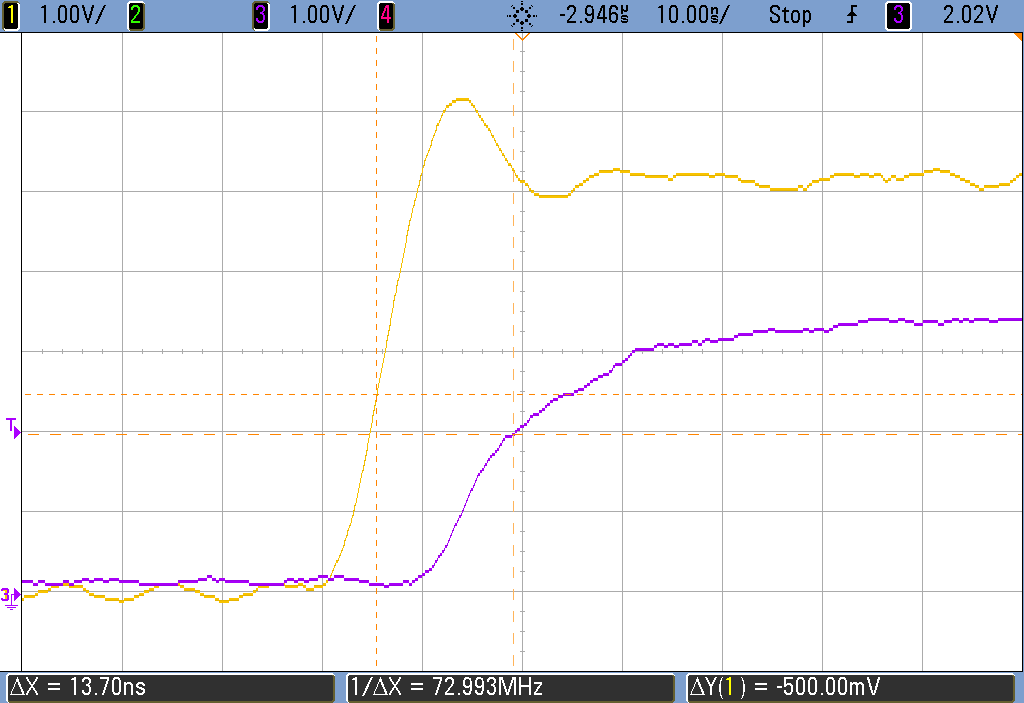 1 1.00V/ 2 3 1.00V/ 4 -2.946µs 10.00ns/ Stop 3 2.02V
T
3
ΔX = 13.70ns 1/ΔX = 72.993MHz ΔY(1) = -500.00mV